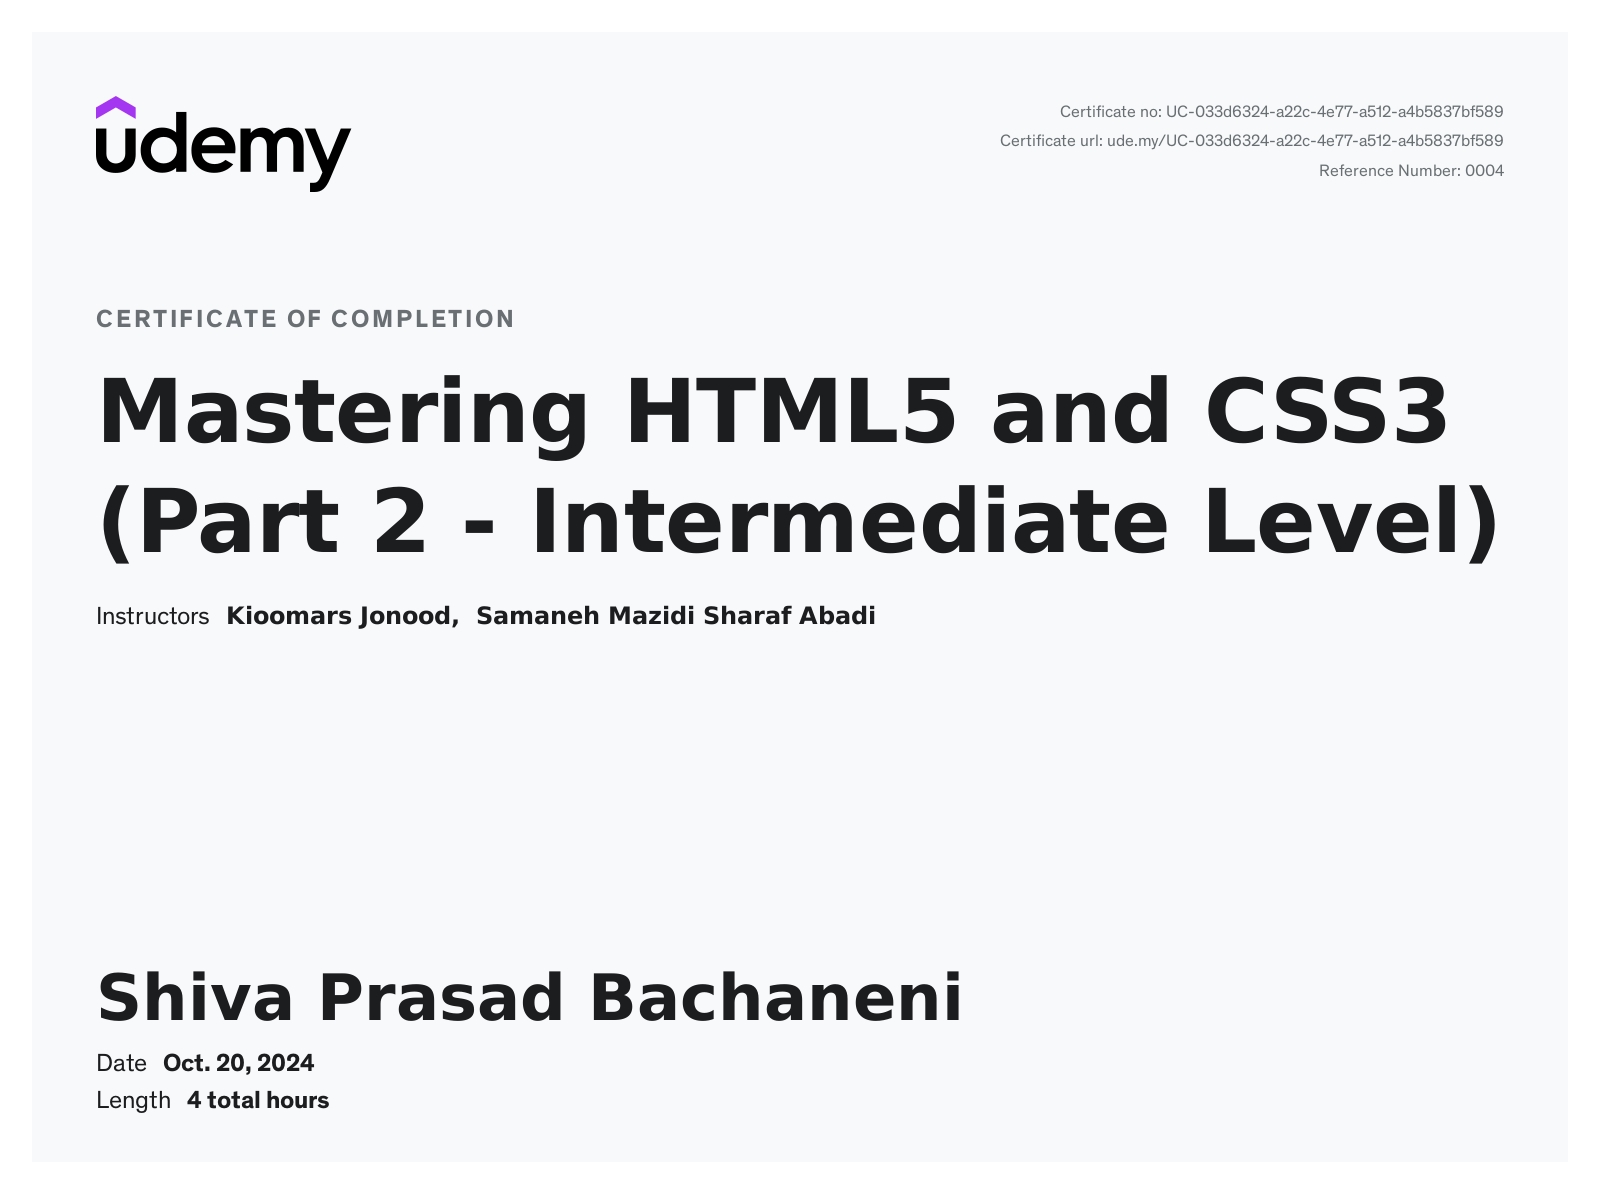 udemy
Certificate no: UC-033d6324-a22c-4e77-a512-a4b5837bf589
Certificate url: ude.my/UC-033d6324-a22c-4e77-a512-a4b5837bf589
Reference Number: 0004
CERTIFICATE OF COMPLETION
Mastering HTML5 and CSS3
(Part 2 - Intermediate Level)
Instructors Kioomars Jonood, Samaneh Mazidi Sharaf Abadi
Shiva Prasad Bachaneni
Date Oct. 20, 2024
Length 4 total hours